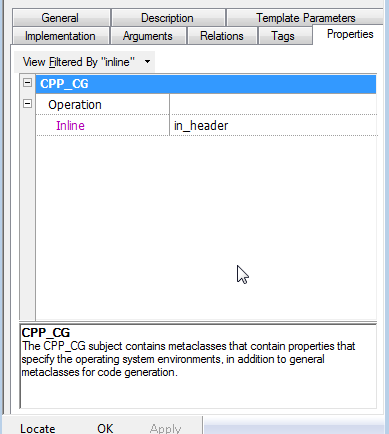 General Description Template Parameters
Implementation Arguments Relations Tags Properties
View Filtered By "inline"
CPP_CG
Operation
Inline in_header
CPP_CG
The CPP_CG subject contains metaclasses that contain properties that
specify the operating system environments, in addition to general
metaclasses for code generation.
Locate OK Apply